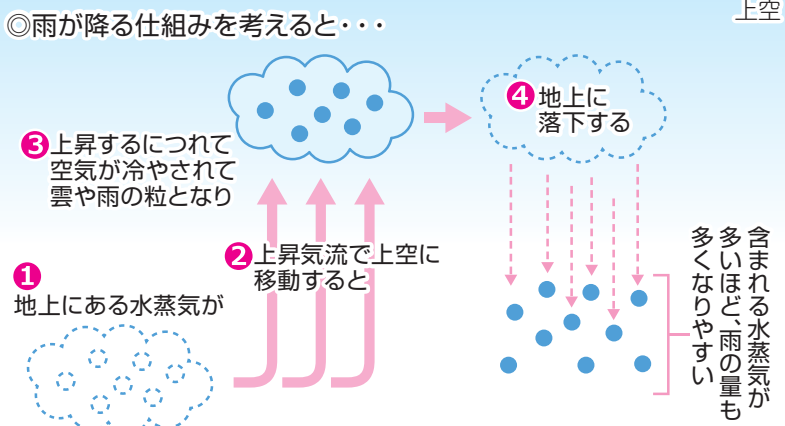 ◎雨が降る仕組みを考えると・・・
上空
❸上昇するにつれて
空気が冷やされて
雲や雨の粒となり
❹地上に
落下する
❷上昇気流で上空に
移動すると
❶
地上にある水蒸気が
含まれる水蒸気が
多いほど、雨の量も
多くなりやすい